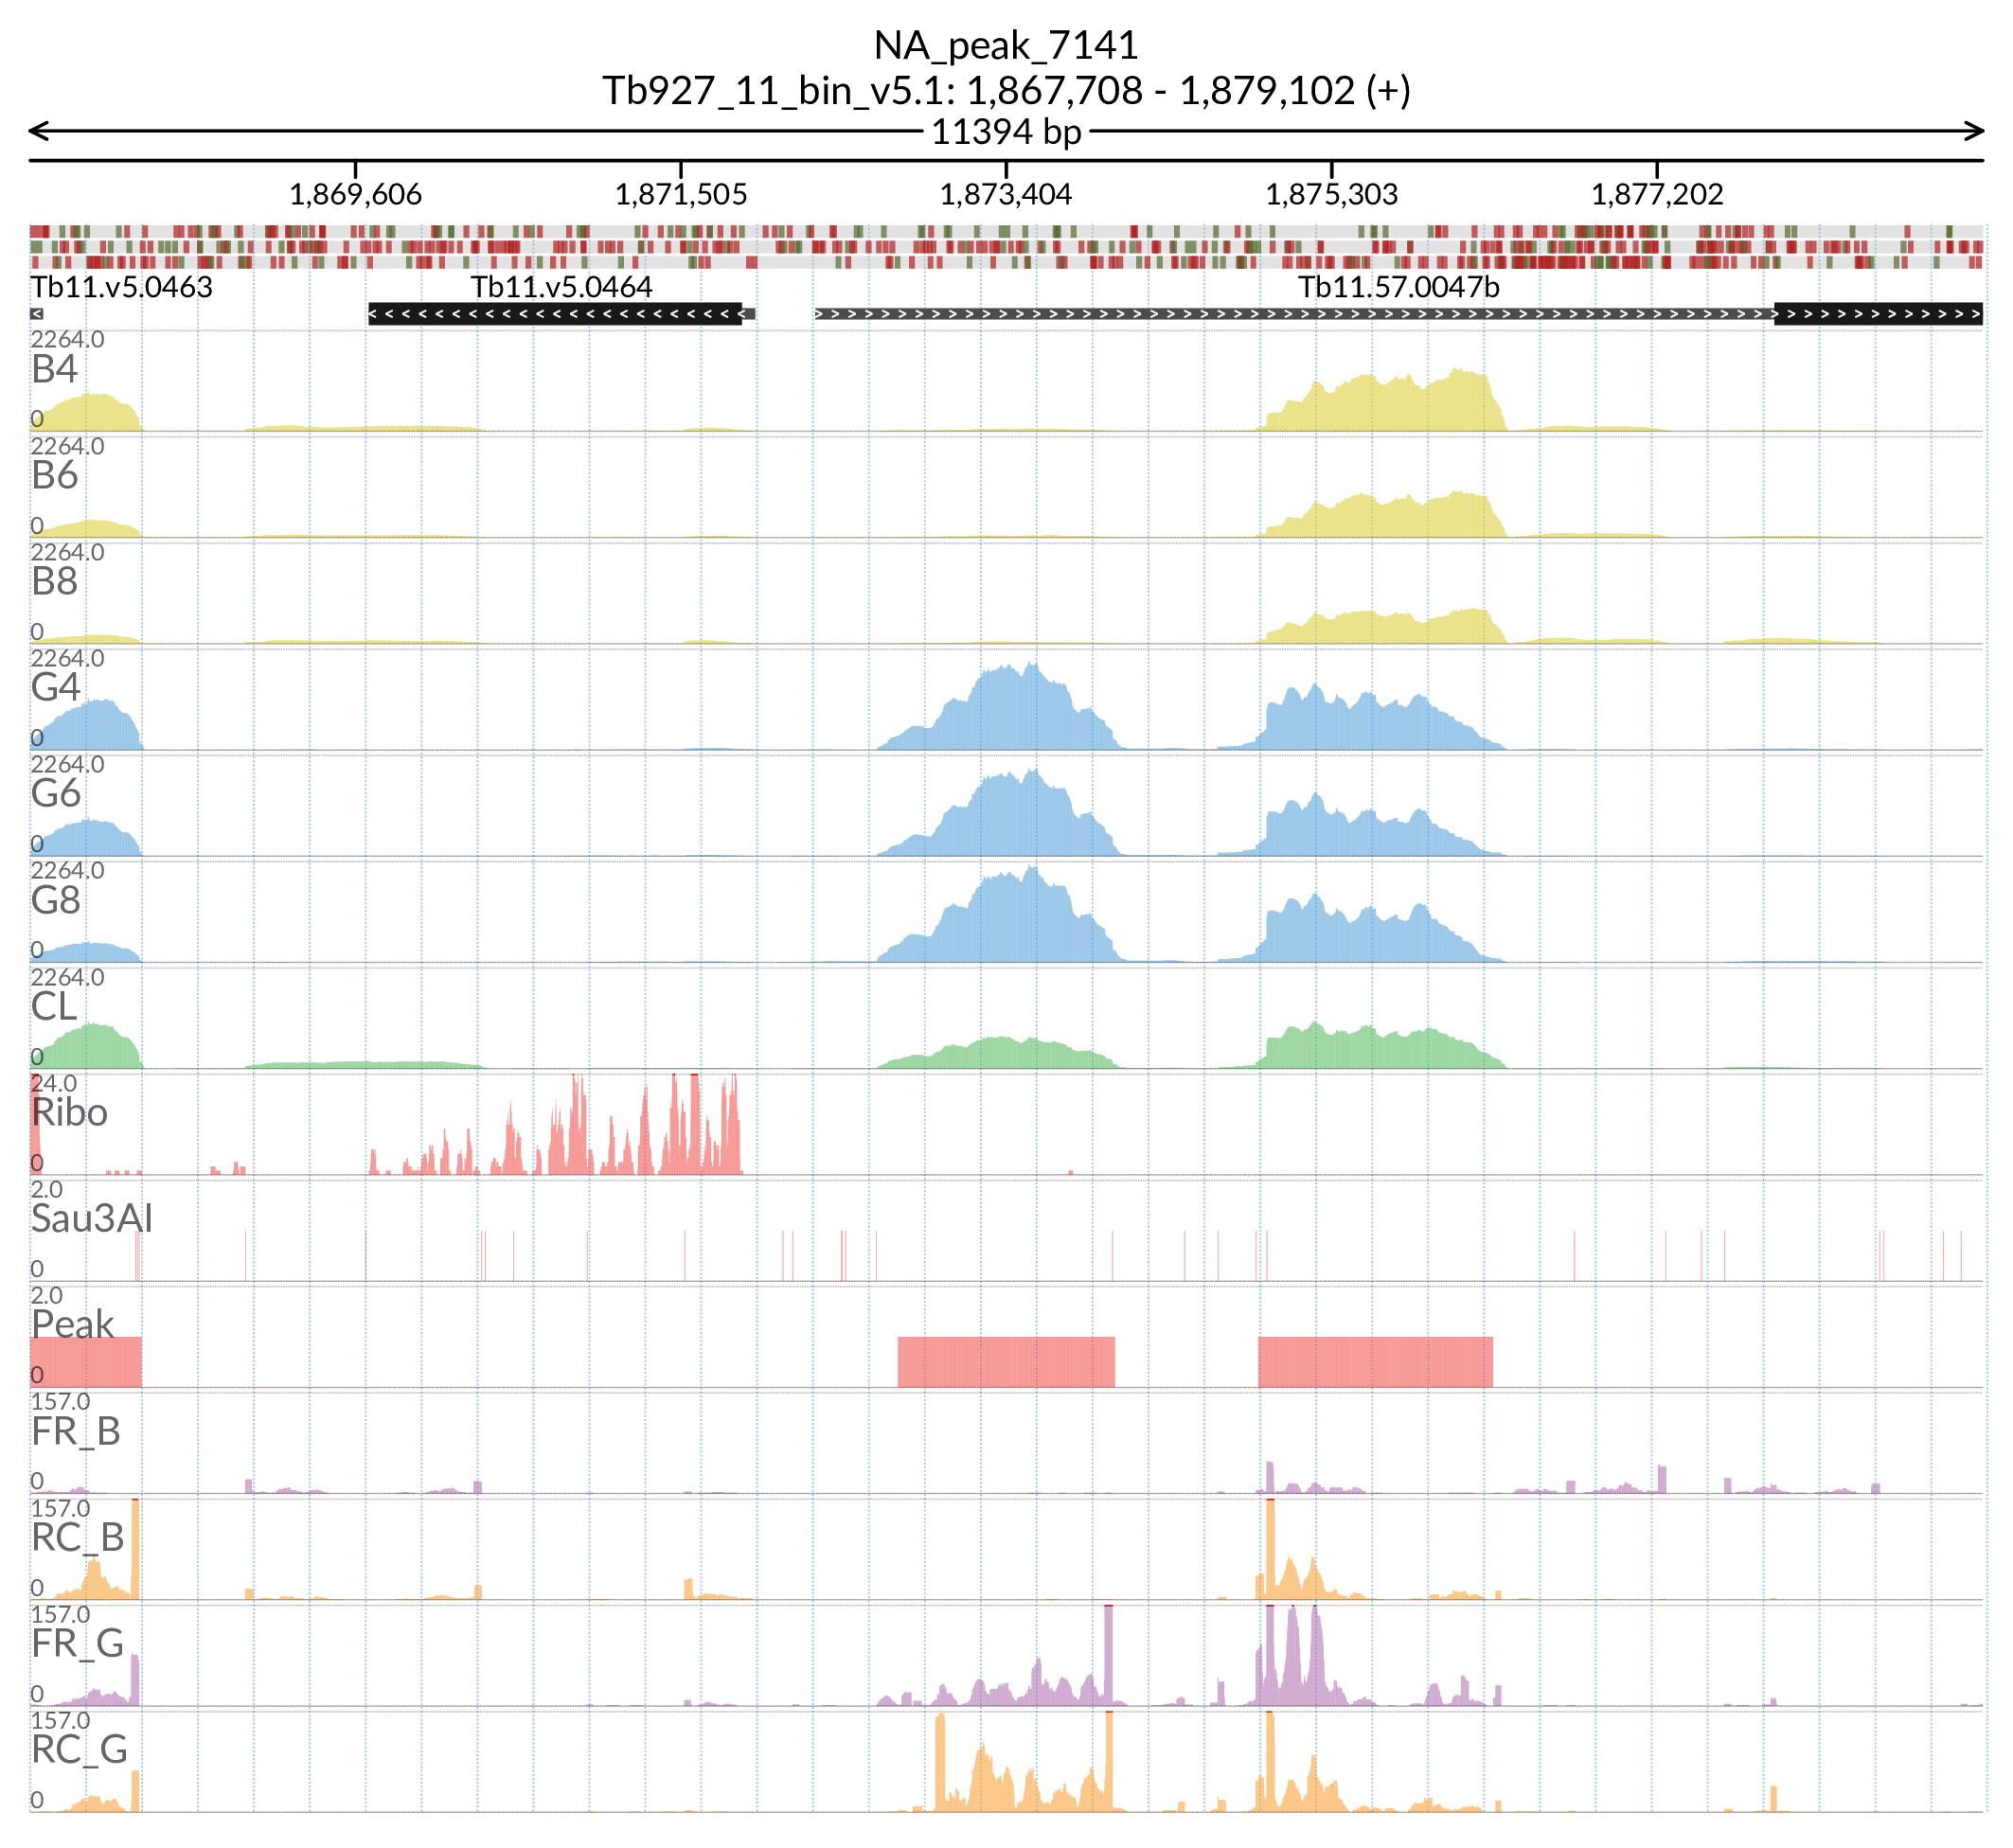 NA_peak_7141
Tb927_11_bin_v5.1: 1,867,708 - 1,879,102 (+)
11394 bp
1,869,606 1,871,505 1,873,404 1,875,303 1,877,202
Tb11.v5.0463 Tb11.v5.0464 Tb11.57.0047b
2264.0
B4
0
2264.0
B6
0
2264.0
B8
0
2264.0
G4
0
2264.0
G6
0
2264.0
G8
0
2264.0
CL
0
24.0
Ribo
0
2.0
Sau3AI
0
2.0
Peak
0
157.0
FR_B
0
157.0
RC_B
0
157.0
FR_G
0
157.0
RC_G
0